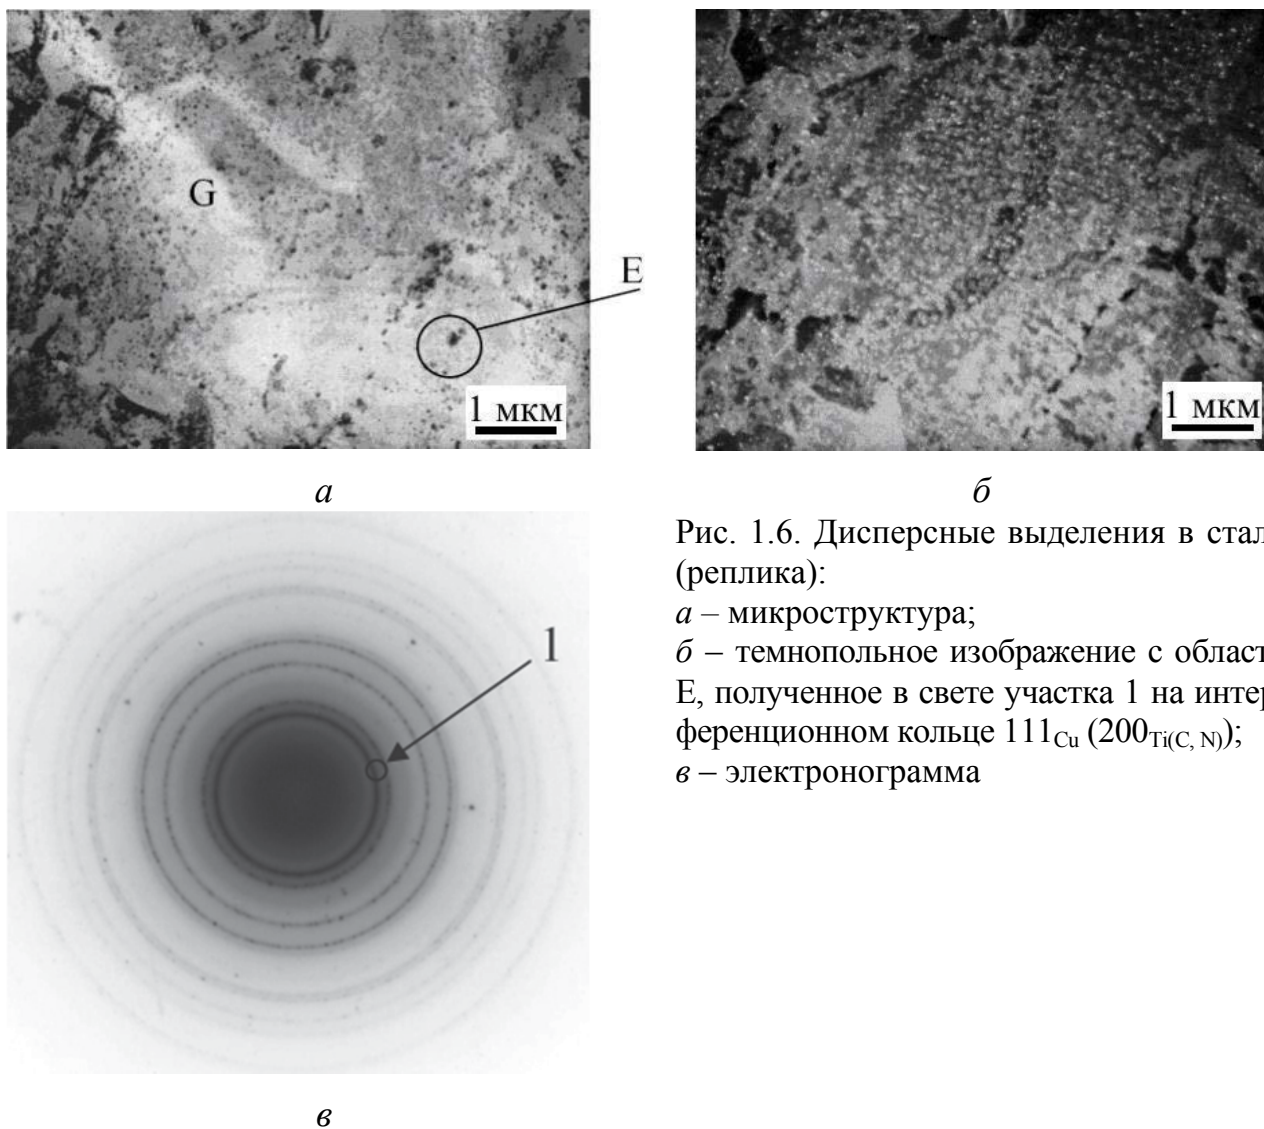 G
E
1 мкм
1 мкм
а
б
1
в
Рис. 1.6. Дисперсные выделения в стал
(реплика):
а – микроструктура;
б – темнопольное изображение с област
Е, полученное в свете участка 1 на интер
ференционном кольце 111Cu (200Ti(C, N));
в – электронограмма